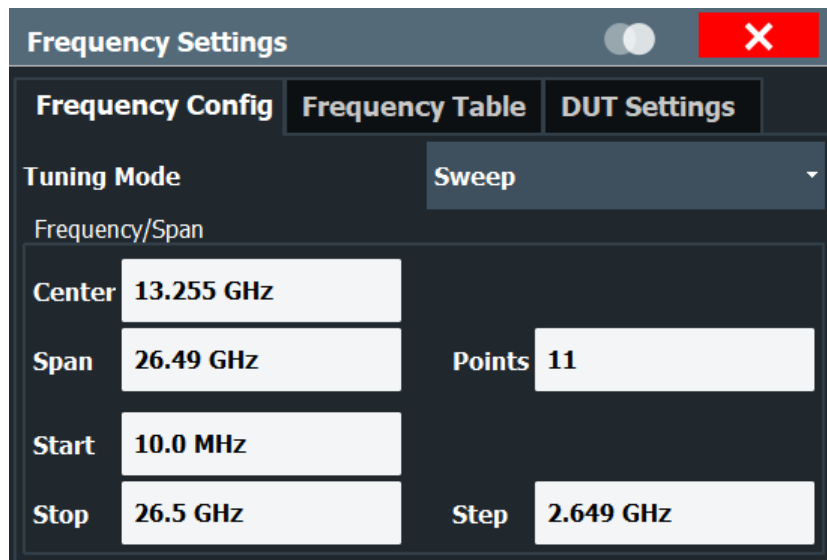 Frequency Settings
Frequency Config Frequency Table DUT Settings
Tuning Mode Sweep
Frequency/Span
Center 13.255 GHz
Span 26.49 GHz Points 11
Start 10.0 MHz
Stop 26.5 GHz Step 2.649 GHz